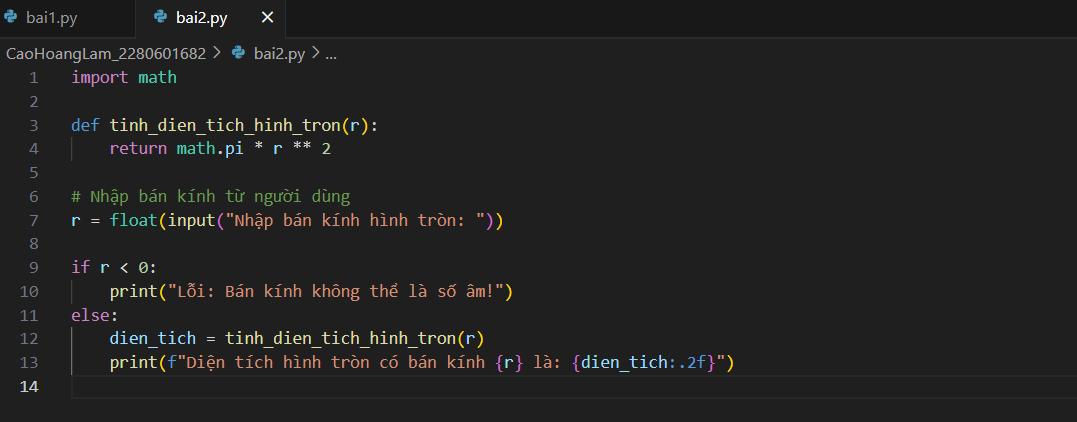 bai1.py
bai2.py ×
CaoHoangLam_2280601682 > bai2.py > ...
1 import math
2
3 def tinh_dien_tich_hinh_tron(r):
4     return math.pi * r ** 2
5
6 # Nhập bán kính từ người dùng
7 r = float(input("Nhập bán kính hình tròn: "))
8
9 if r < 0:
10     print("Lỗi: Bán kính không thể là số âm!")
11 else:
12     dien_tich = tinh_dien_tich_hinh_tron(r)
13     print(f"Diện tích hình tròn có bán kính {r} là: {dien_tich:.2f}")
14